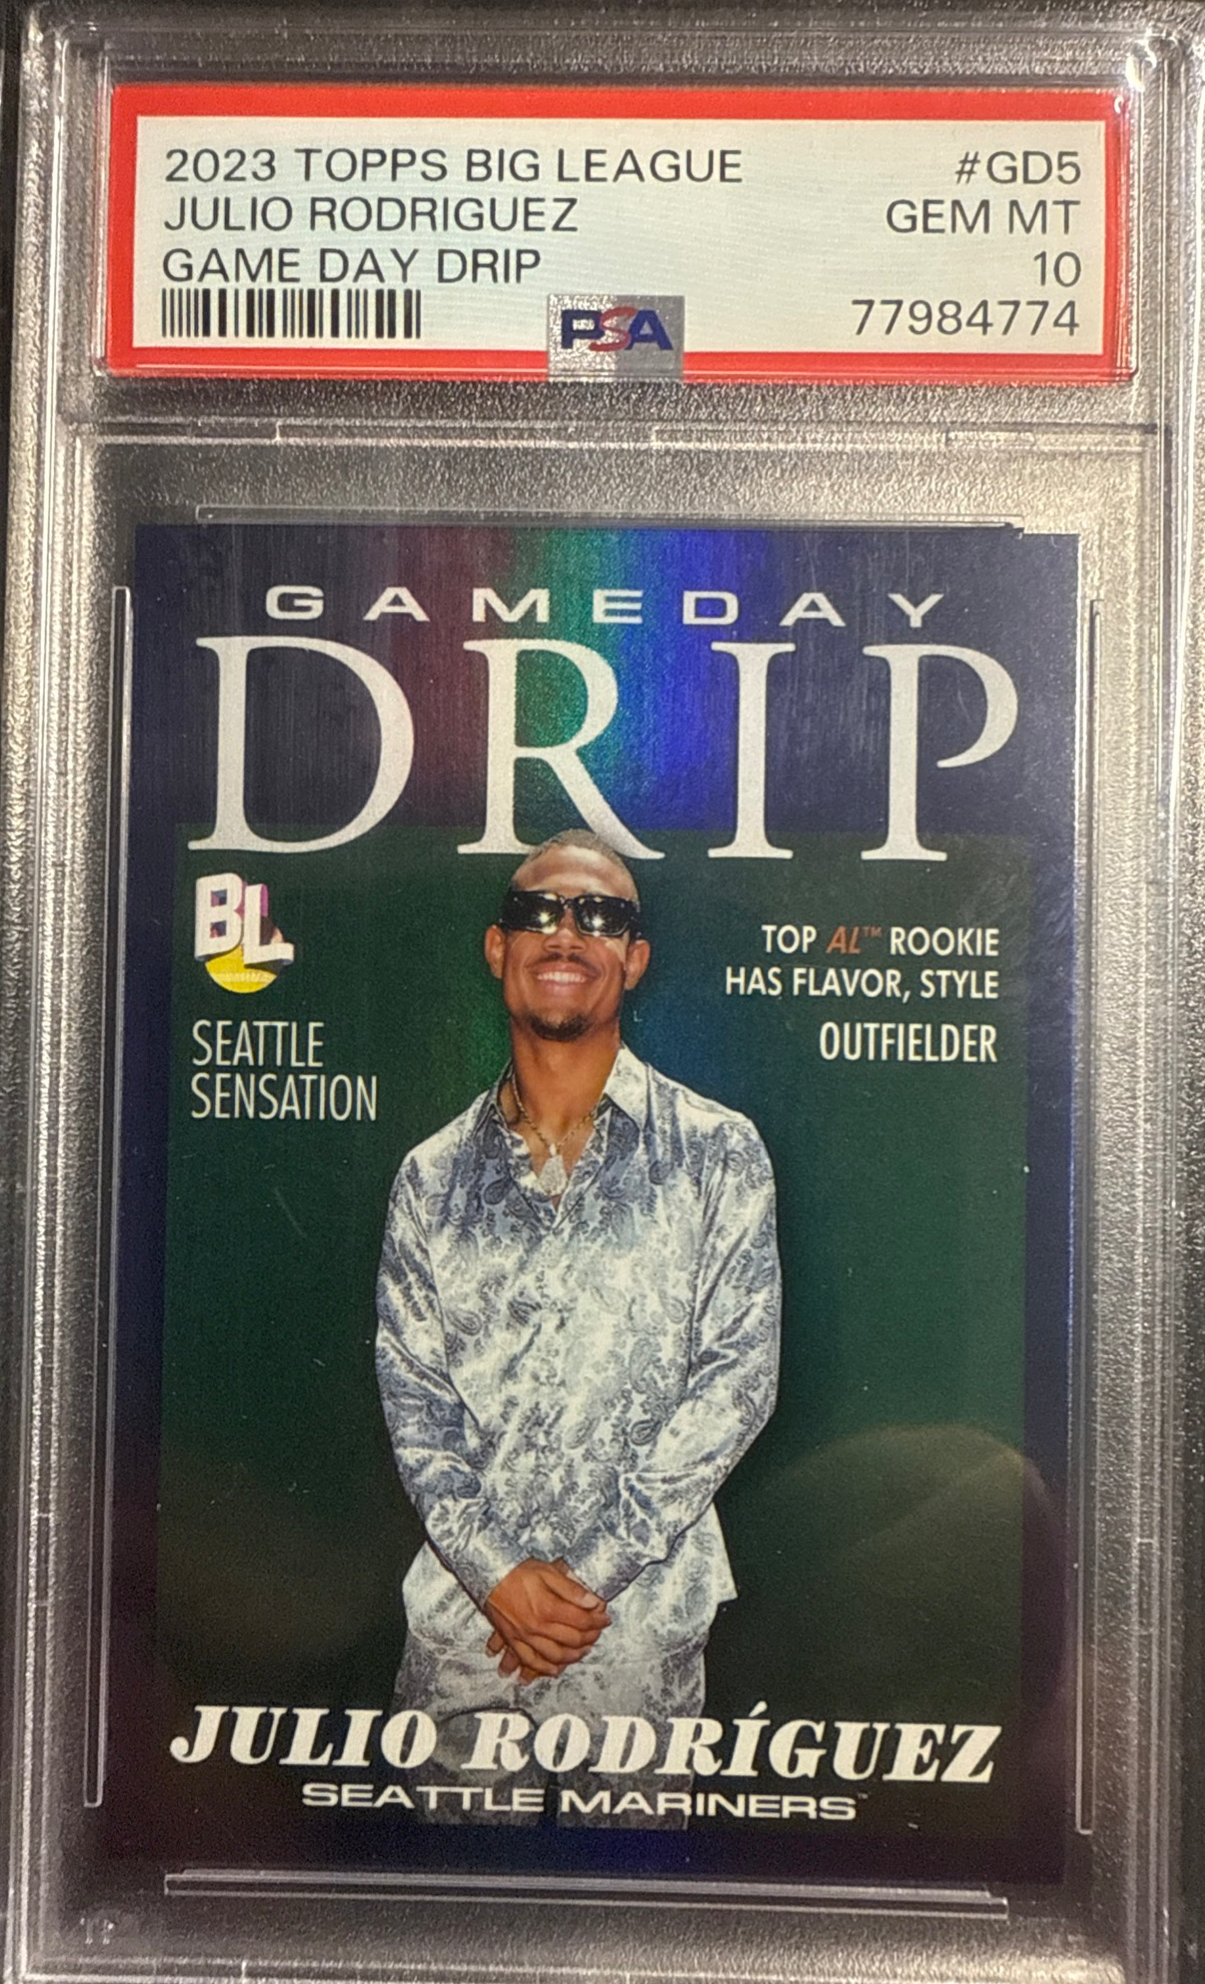 2023 TOPPS BIG LEAGUE #GD5
JULIO RODRIGUEZ GEM MT
GAME DAY DRIP 10
PSA 77984774
GAMEDAY
DRIP
BL
SEATTLE
SENSATION
TOP AL™ ROOKIE
HAS FLAVOR, STYLE
OUTFIELDER
JULIO RODRÍGUEZ
SEATTLE MARINERS™